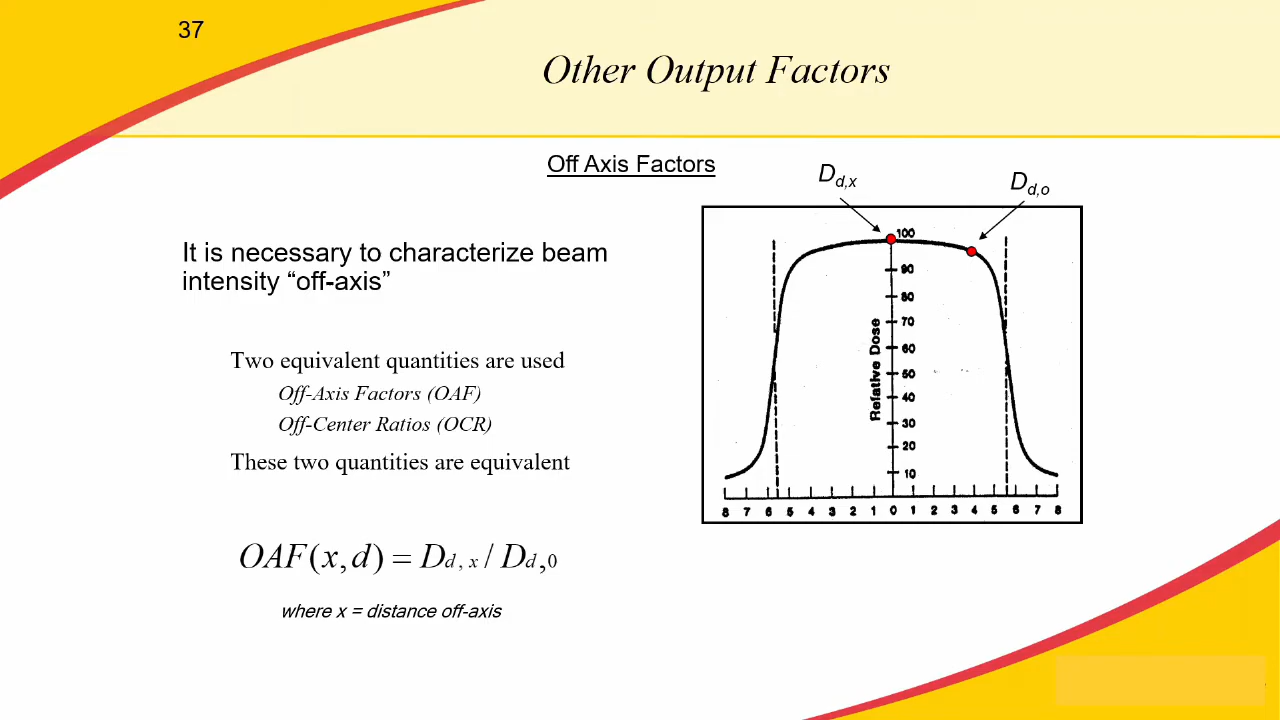 37
Other Output Factors
Off Axis Factors
It is necessary to characterize beam
intensity “off-axis”
Two equivalent quantities are used
Off-Axis Factors (OAF)
Off-Center Ratios (OCR)
These two quantities are equivalent
OAF(x,d) = Dd,x / Dd,0
where x = distance off-axis
Dd,x
Dd,o
100
90
80
70
60
50
40
30
20
10
Relative Dose
8 7 6 5 4 3 2 1 0 1 2 3 4 5 6 7 8